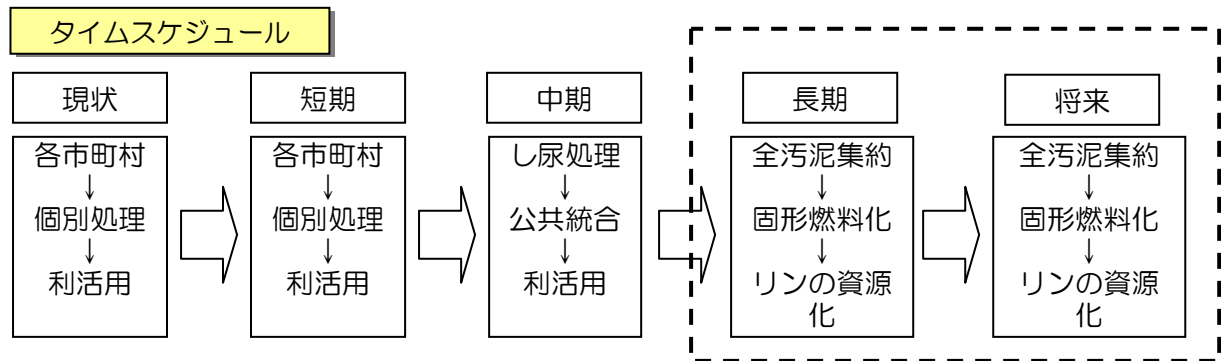 タイムスケジュール
現状
各市町村
↓
個別処理
↓
利活用
短期
各市町村
↓
個別処理
↓
利活用
中期
し尿処理
↓
公共統合
↓
利活用
長期
全汚泥集約
↓
固形燃料化
↓
リンの資源
化
将来
全汚泥集約
↓
固形燃料化
↓
リンの資源
化